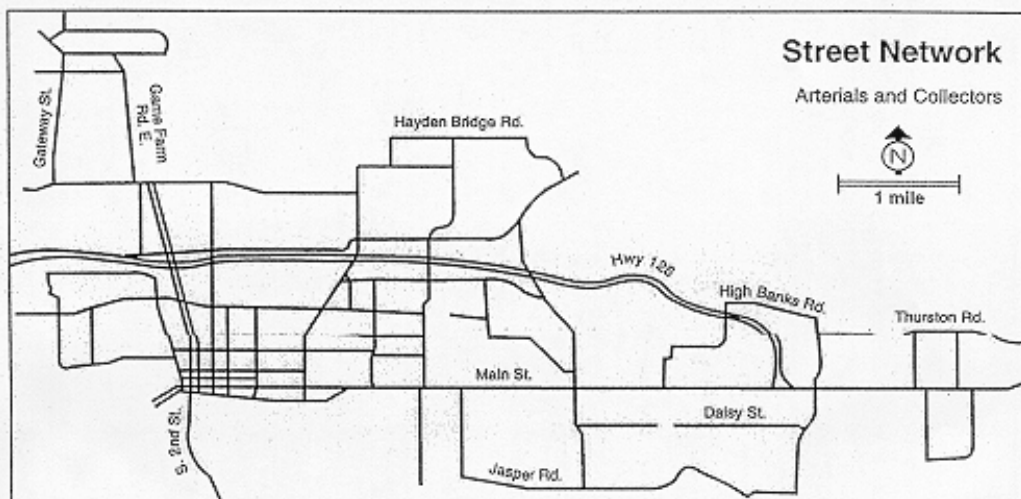 Street Network
Arterials and Collectors
N
1 mile
Gateway St.
Game Farm
Rd. E.
Hayden Bridge Rd.
Hwy 126
High Banks Rd.
Thurston Rd.
Main St.
Daisy St.
S. 2nd St.
Jasper Rd.